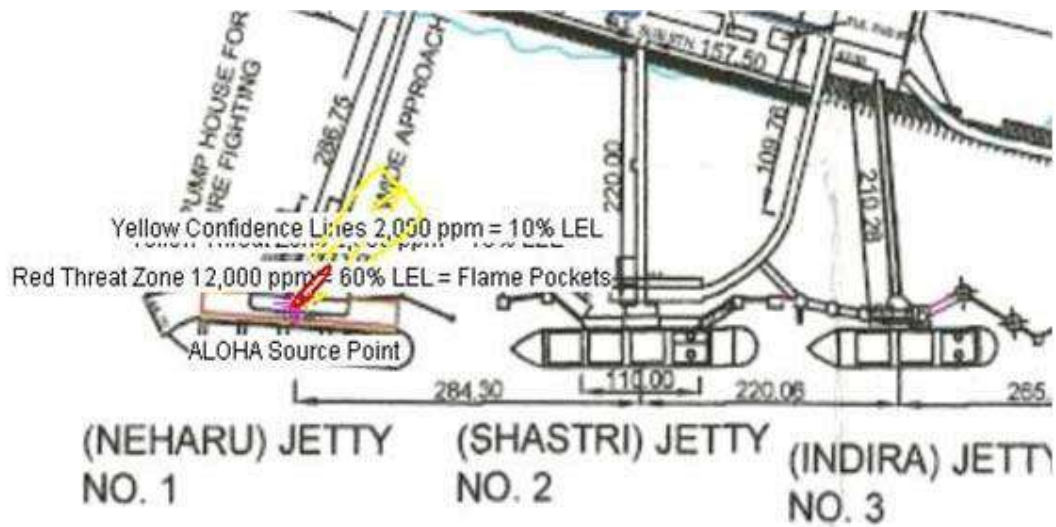 PUMP HOUSE FOR
FIRE FIGHTING
286.75
WIDE APPROACH
157.50
220.00
109.76
210.28
Yellow Confidence Lines 2,000 ppm = 10% LEL
Red Threat Zone 12,000 ppm = 60% LEL = Flame Pockets
ALOHA Source Point
110.00
284.30
220.06
265.
(NEHARU) JETTY
NO. 1
(SHASTRI) JETTY
NO. 2
(INDIRA) JETTY
NO. 3